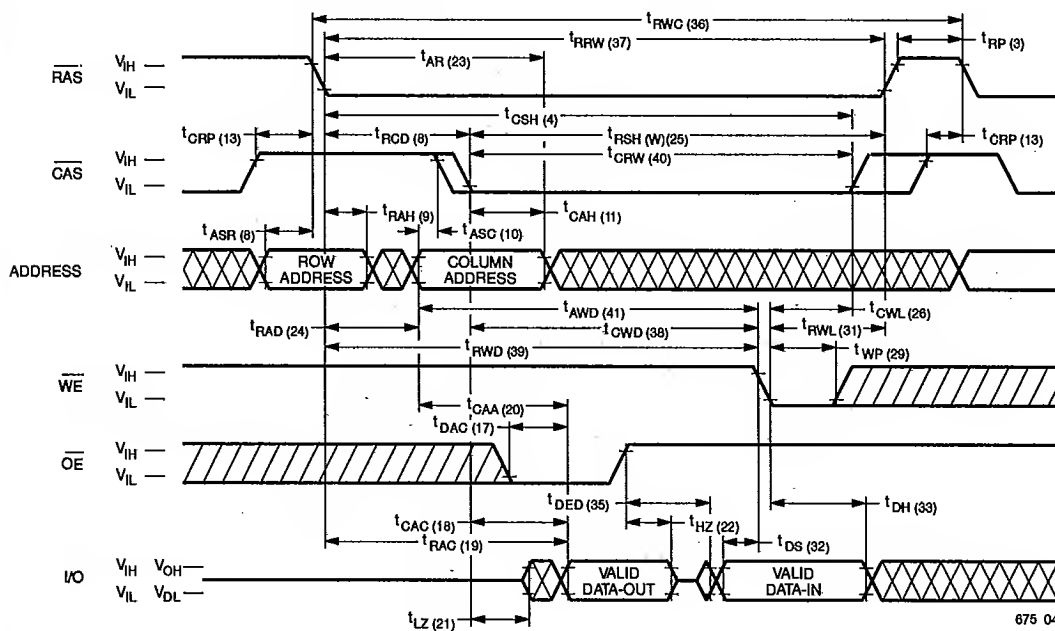 tRWC (36)
tRRW (37)
tRP (3)
tAR (23)
RAS
VIH
VIL
tCSH (4)
tCRP (13)
tRCD (8)
tRSH (W)(25)
tCRP (13)
tCRW (40)
CAS
VIH
VIL
tRAH (9)
tCAH (11)
tASR (8)
tASC (10)
ADDRESS
VIH
VIL
ROW ADDRESS
COLUMN ADDRESS
tAWD (41)
tCWL (26)
tRAD (24)
tCWD (38)
tRWL (31)
tRWD (39)
tWP (29)
WE
VIH
VIL
tCAA (20)
tDAC (17)
OE
VIH
VIL
tDED (35)
tDH (33)
tCAC (18)
tHZ (22)
tRAC (19)
tDS (32)
I/O
VIH VOH
VIL VDL
VALID DATA-OUT
VALID DATA-IN
tLZ (21)
675 04